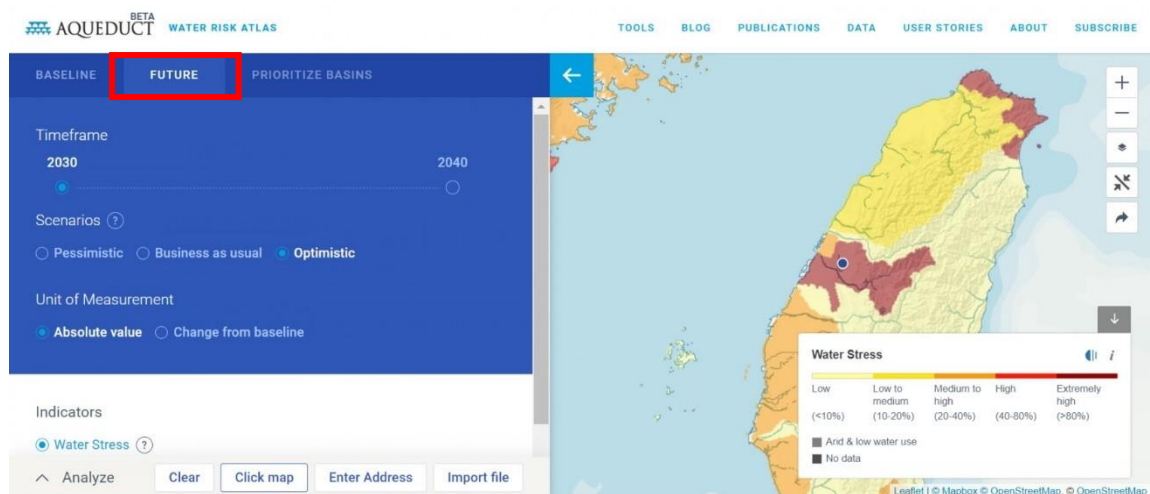 BETA
AQUEDUCT WATER RISK ATLAS
TOOLS BLOG PUBLICATIONS DATA USER STORIES ABOUT SUBSCRIBE
BASELINE FUTURE PRIORITIZE BASINS
Timeframe
2030 2040
Scenarios ?
Pessimistic Business as usual Optimistic
Unit of Measurement
Absolute value Change from baseline
Indicators
Water Stress ?
Analyze Clear Click map Enter Address Import file
Water Stress i
Low Low to medium Medium to high High Extremely high
(<10%) (10-20%) (20-40%) (40-80%) (>80%)
Arid & low water use
No data
Leaflet | © Mapbox © OpenStreetMap, © OpenStreetMap